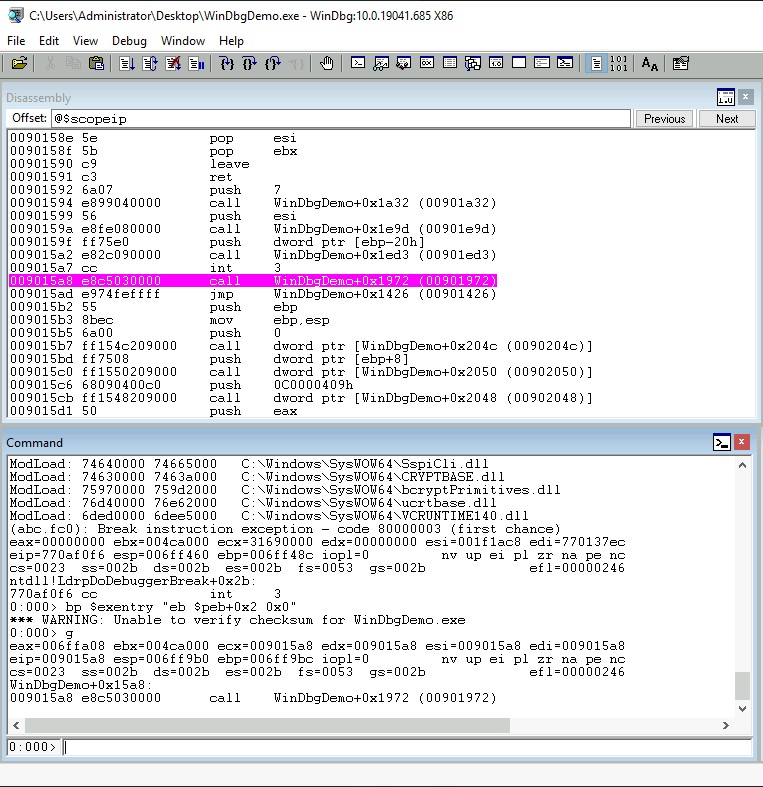 C:\Users\Administrator\Desktop\WinDbgDemo.exe - WinDbg:10.0.19041.685 X86
File Edit View Debug Window Help
Disassembly
Offset: @$scopeip Previous Next
0090158e 5e pop esi
0090158f 5b pop ebx
00901590 c9 leave
00901591 c3 ret
00901592 6a07 push 7
00901594 e899040000 call WinDbgDemo+0x1a32 (00901a32)
00901599 56 push esi
0090159a e8fe080000 call WinDbgDemo+0x1e9d (00901e9d)
0090159f ff75e0 push dword ptr [ebp-20h]
009015a2 e82c090000 call WinDbgDemo+0x1ed3 (00901ed3)
009015a7 cc int 3
009015a8 e8c5030000 call WinDbgDemo+0x1972 (00901972)
009015ad e974feffff jmp WinDbgDemo+0x1426 (00901426)
009015b2 55 push ebp
009015b3 8bec mov ebp,esp
009015b5 6a00 push 0
009015b7 ff154c209000 call dword ptr [WinDbgDemo+0x204c (0090204c)]
009015bd ff7508 push dword ptr [ebp+8]
009015c0 ff1550209000 call dword ptr [WinDbgDemo+0x2050 (00902050)]
009015c6 68090400c0 push 0C0000409h
009015cb ff1548209000 call dword ptr [WinDbgDemo+0x2048 (00902048)]
009015d1 50 push eax
Command
ModLoad: 74640000 74665000 C:\Windows\SysWOW64\SspiCli.dll
ModLoad: 74630000 7463a000 C:\Windows\SysWOW64\CRYPTBASE.dll
ModLoad: 75970000 759d2000 C:\Windows\SysWOW64\bcryptPrimitives.dll
ModLoad: 76d40000 76e62000 C:\Windows\SysWOW64\ucrtbase.dll
ModLoad: 6ded0000 6dee5000 C:\Windows\SysWOW64\VCRUNTIME140.dll
(abc.fc0): Break instruction exception - code 80000003 (first chance)
eax=00000000 ebx=004ca000 ecx=31690000 edx=00000000 esi=001f1ac8 edi=770137ec
eip=770af0f6 esp=006ff460 ebp=006ff48c iopl=0 nv up ei pl zr na pe nc
cs=0023 ss=002b ds=002b es=002b fs=0053 gs=002b efl=00000246
ntdll!LdrpDoDebuggerBreak+0x2b:
770af0f6 cc int 3
0:000> bp $exentry "eb $peb+0x2 0x0"
*** WARNING: Unable to verify checksum for WinDbgDemo.exe
0:000> g
eax=006ffa08 ebx=004ca000 ecx=009015a8 edx=009015a8 esi=009015a8 edi=009015a8
eip=009015a8 esp=006ff9b0 ebp=006ff9bc iopl=0 nv up ei pl zr na pe nc
cs=0023 ss=002b ds=002b es=002b fs=0053 gs=002b efl=00000246
WinDbgDemo+0x15a8:
009015a8 e8c5030000 call WinDbgDemo+0x1972 (00901972)
0:000>